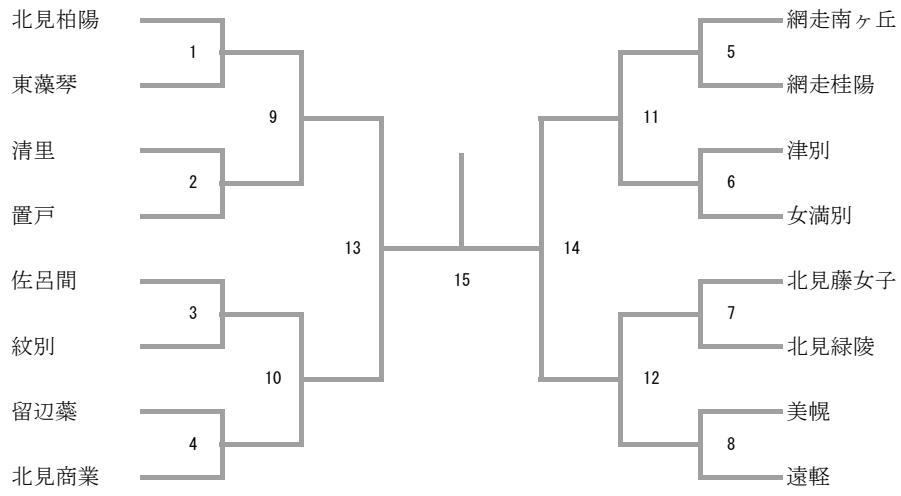 北見柏陽
網走南ヶ丘
1
5
東藻琴
網走桂陽
9
11
清里
津別
2
6
置戸
女満別
13
14
15
佐呂間
北見藤女子
3
7
紋別
北見緑陵
10
12
留辺蘂
美幌
4
8
北見商業
遠軽